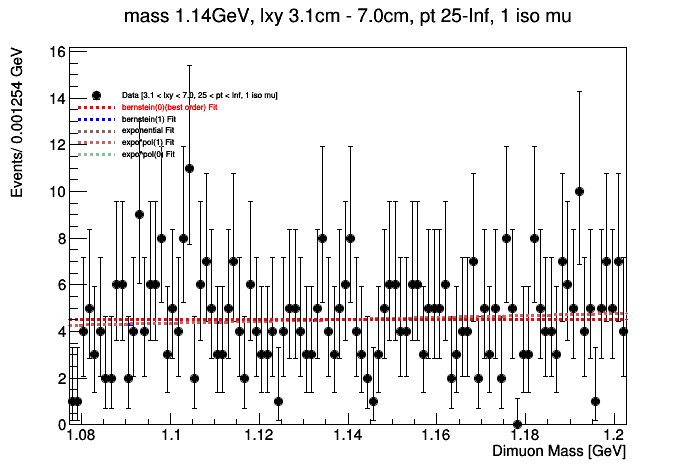 mass 1.14GeV, lxy 3.1cm - 7.0cm, pt 25-Inf, 1 iso mu
Events/ 0.001254 GeV
16
14
12
10
8
6
4
2
0
Data [3.1 < lxy < 7.0, 25 < pt < Inf, 1 iso mu]
bernstein(0)(best order) Fit
bernstein(1) Fit
exponential Fit
expo*pol(1) Fit
expo*pol(0) Fit
1.08 1.1 1.12 1.14 1.16 1.18 1.2
Dimuon Mass [GeV]